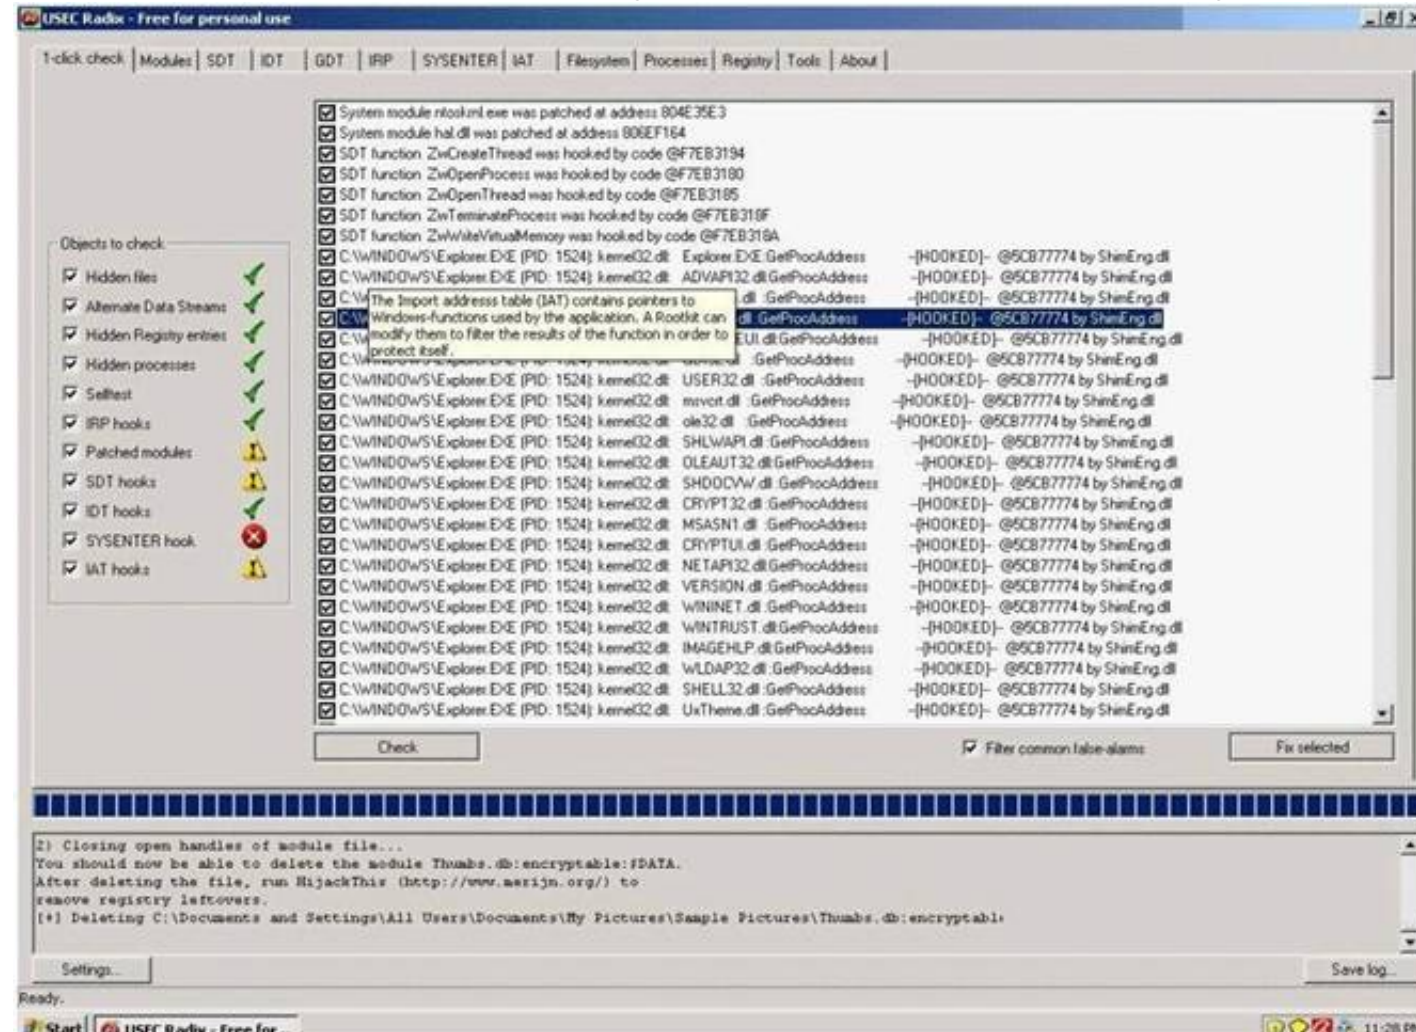 USEC Radix - Free for personal use
1-click check Modules SDT IDT GDT IRP SYSENTER IAT Filesystem Processes Registry Tools About
System module ntoskrnl.exe was patched at address 804E35E3
System module hal.dll was patched at address 806EF164
SDT function ZwCreateThread was hooked by code @F7EB3194
SDT function ZwOpenProcess was hooked by code @F7EB3180
SDT function ZwOpenThread was hooked by code @F7EB3185
SDT function ZwTerminateProcess was hooked by code @F7EB318F
SDT function ZwWriteVirtualMemory was hooked by code @F7EB318A
C:\WINDOWS\Explorer.EXE (PID: 1524): kernel32.dll: Explorer.EXE:GetProcAddress -[HOOKED]- @5CB77774 by ShimEng.dll
C:\WINDOWS\Explorer.EXE (PID: 1524): kernel32.dll: ADVAPI32.dll:GetProcAddress -[HOOKED]- @5CB77774 by ShimEng.dll
.dll :GetProcAddress -[HOOKED]- @5CB77774 by ShimEng.dll
.dll :GetProcAddress -[HOOKED]- @5CB77774 by ShimEng.dll
EUI.dll:GetProcAddress -[HOOKED]- @5CB77774 by ShimEng.dll
:GetProcAddress -[HOOKED]- @5CB77774 by ShimEng.dll
The Import addresss table (IAT) contains pointers to
Windows-functions used by the application. A Rootkit can
modify them to filter the results of the function in order to
protect itself.
C:\WINDOWS\Explorer.EXE (PID: 1524): kernel32.dll: USER32.dll :GetProcAddress -[HOOKED]- @5CB77774 by ShimEng.dll
C:\WINDOWS\Explorer.EXE (PID: 1524): kernel32.dll: msvcrt.dll :GetProcAddress -[HOOKED]- @5CB77774 by ShimEng.dll
C:\WINDOWS\Explorer.EXE (PID: 1524): kernel32.dll: ole32.dll :GetProcAddress -[HOOKED]- @5CB77774 by ShimEng.dll
C:\WINDOWS\Explorer.EXE (PID: 1524): kernel32.dll: SHLWAPI.dll :GetProcAddress -[HOOKED]- @5CB77774 by ShimEng.dll
C:\WINDOWS\Explorer.EXE (PID: 1524): kernel32.dll: OLEAUT32.dll:GetProcAddress -[HOOKED]- @5CB77774 by ShimEng.dll
C:\WINDOWS\Explorer.EXE (PID: 1524): kernel32.dll: SHDOCVW.dll :GetProcAddress -[HOOKED]- @5CB77774 by ShimEng.dll
C:\WINDOWS\Explorer.EXE (PID: 1524): kernel32.dll: CRYPT32.dll :GetProcAddress -[HOOKED]- @5CB77774 by ShimEng.dll
C:\WINDOWS\Explorer.EXE (PID: 1524): kernel32.dll: MSASN1.dll :GetProcAddress -[HOOKED]- @5CB77774 by ShimEng.dll
C:\WINDOWS\Explorer.EXE (PID: 1524): kernel32.dll: CRYPTUI.dll :GetProcAddress -[HOOKED]- @5CB77774 by ShimEng.dll
C:\WINDOWS\Explorer.EXE (PID: 1524): kernel32.dll: NETAPI32.dll:GetProcAddress -[HOOKED]- @5CB77774 by ShimEng.dll
C:\WINDOWS\Explorer.EXE (PID: 1524): kernel32.dll: VERSION.dll :GetProcAddress -[HOOKED]- @5CB77774 by ShimEng.dll
C:\WINDOWS\Explorer.EXE (PID: 1524): kernel32.dll: WININET.dll :GetProcAddress -[HOOKED]- @5CB77774 by ShimEng.dll
C:\WINDOWS\Explorer.EXE (PID: 1524): kernel32.dll: WINTRUST.dll:GetProcAddress -[HOOKED]- @5CB77774 by ShimEng.dll
C:\WINDOWS\Explorer.EXE (PID: 1524): kernel32.dll: IMAGEHLP.dll:GetProcAddress -[HOOKED]- @5CB77774 by ShimEng.dll
C:\WINDOWS\Explorer.EXE (PID: 1524): kernel32.dll: WLDAP32.dll :GetProcAddress -[HOOKED]- @5CB77774 by ShimEng.dll
C:\WINDOWS\Explorer.EXE (PID: 1524): kernel32.dll: SHELL32.dll :GetProcAddress -[HOOKED]- @5CB77774 by ShimEng.dll
C:\WINDOWS\Explorer.EXE (PID: 1524): kernel32.dll: UxTheme.dll :GetProcAddress -[HOOKED]- @5CB77774 by ShimEng.dll
Objects to check
Hidden files
Alternate Data Streams
Hidden Registry entries
Hidden processes
Selftest
IRP hooks
Patched modules
SDT hooks
IDT hooks
SYSENTER hook
IAT hooks
Check
Filter common false-alarms
Fix selected
2) Closing open handles of module file...
You should now be able to delete the module Thumbs.db:encryptable:$DATA.
After deleting the file, run HijackThis (http://www.merijn.org/) to
remove registry leftovers.
[+] Deleting C:\Documents and Settings\All Users\Documents\My Pictures\Sample Pictures\Thumbs.db:encryptabl
Settings...
Save log...
Ready.
Start
USEC Radix - Free for ...